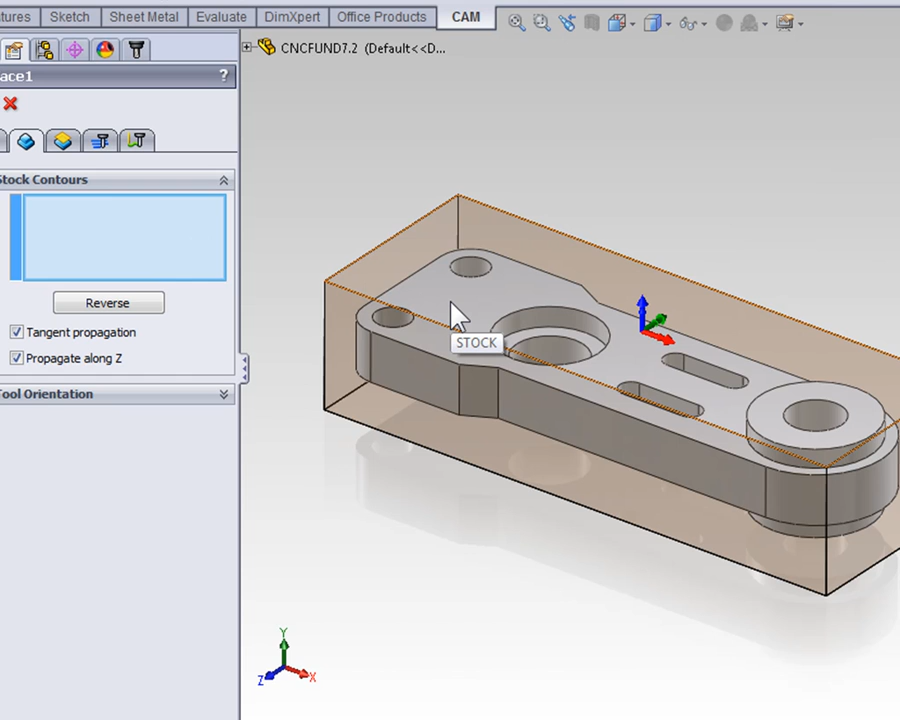 tures Sketch Sheet Metal Evaluate DimXpert Office Products CAM
CNCFUND7.2 (Default<<D...
ace1 ?
Stock Contours
Reverse
Tangent propagation
Propagate along Z
Tool Orientation
STOCK
Y
Z X